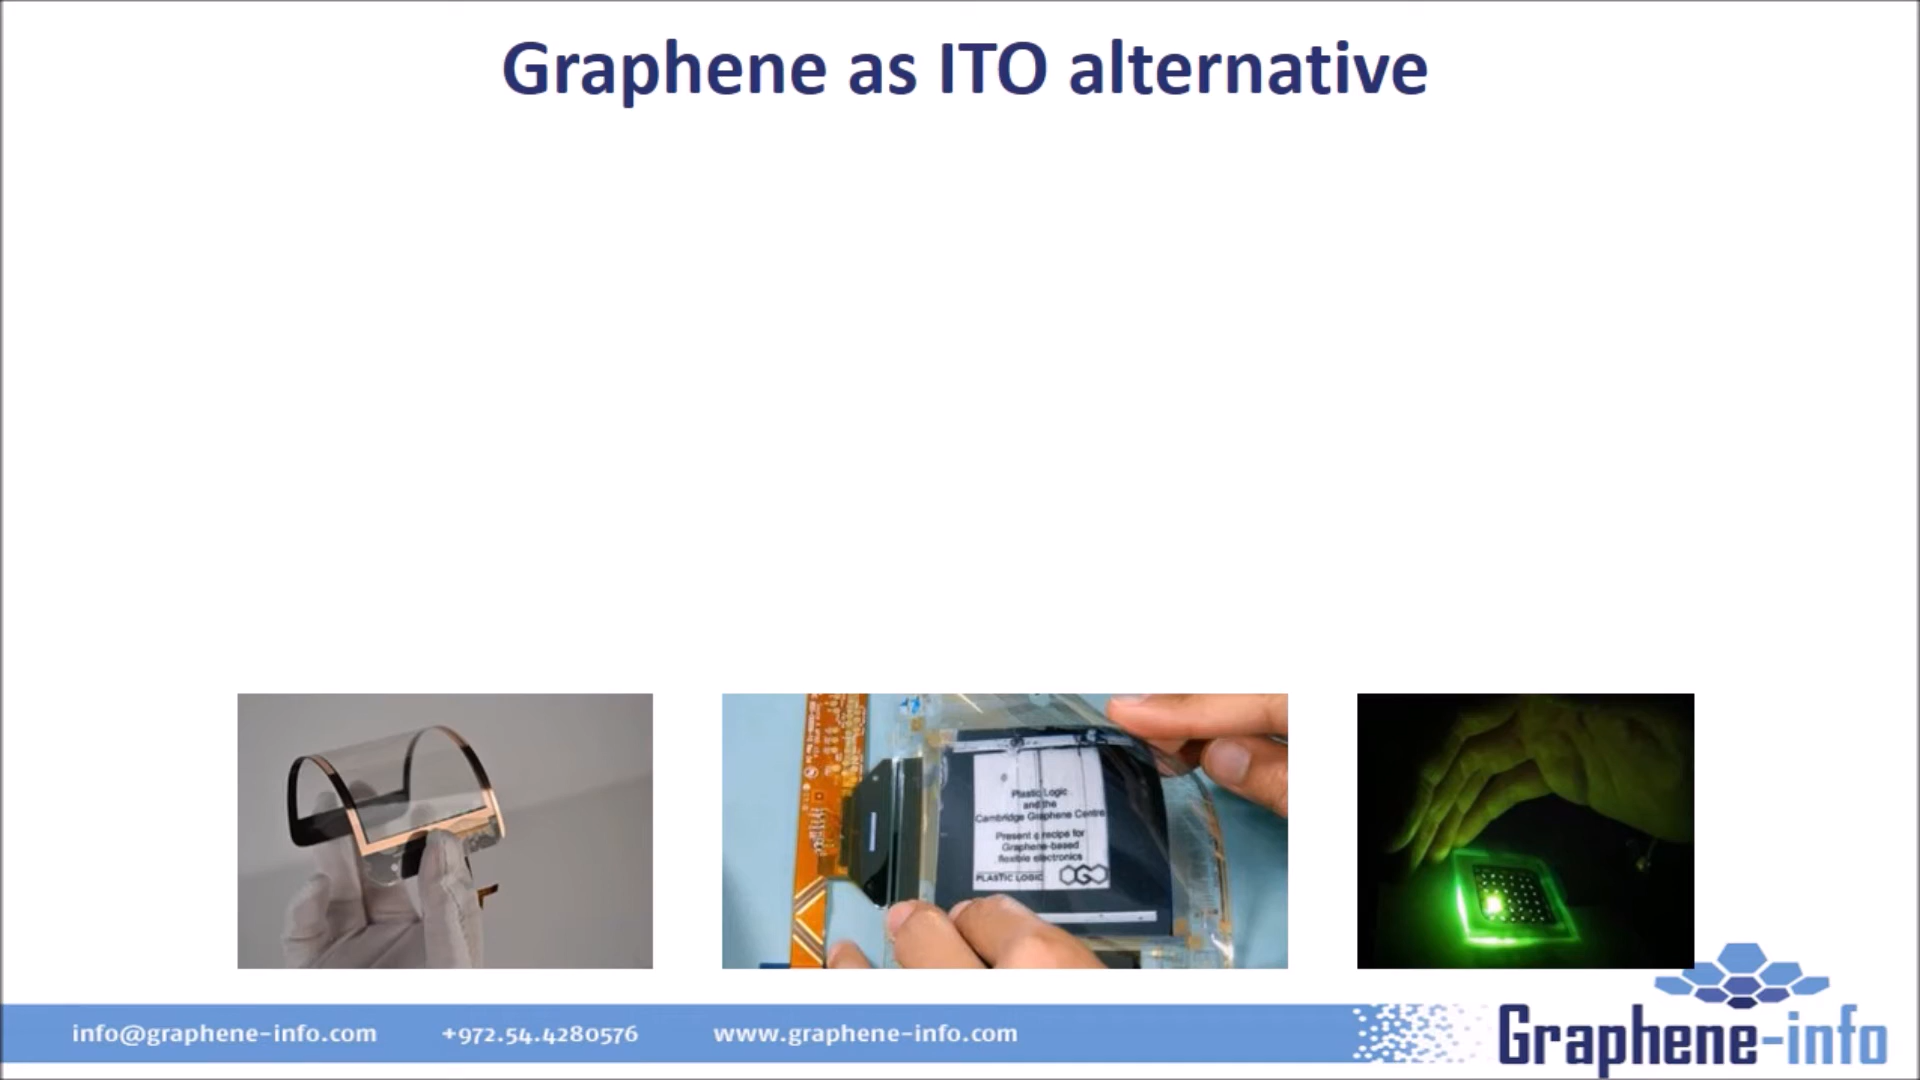 Graphene as ITO alternative
Plastic Logic
and the
Cambridge Graphene Centre
Present a recipe for
Graphene-based
flexible electronics
PLASTIC LOGIC
info@graphene-info.com +972.54.4280576 www.graphene-info.com
Graphene-info